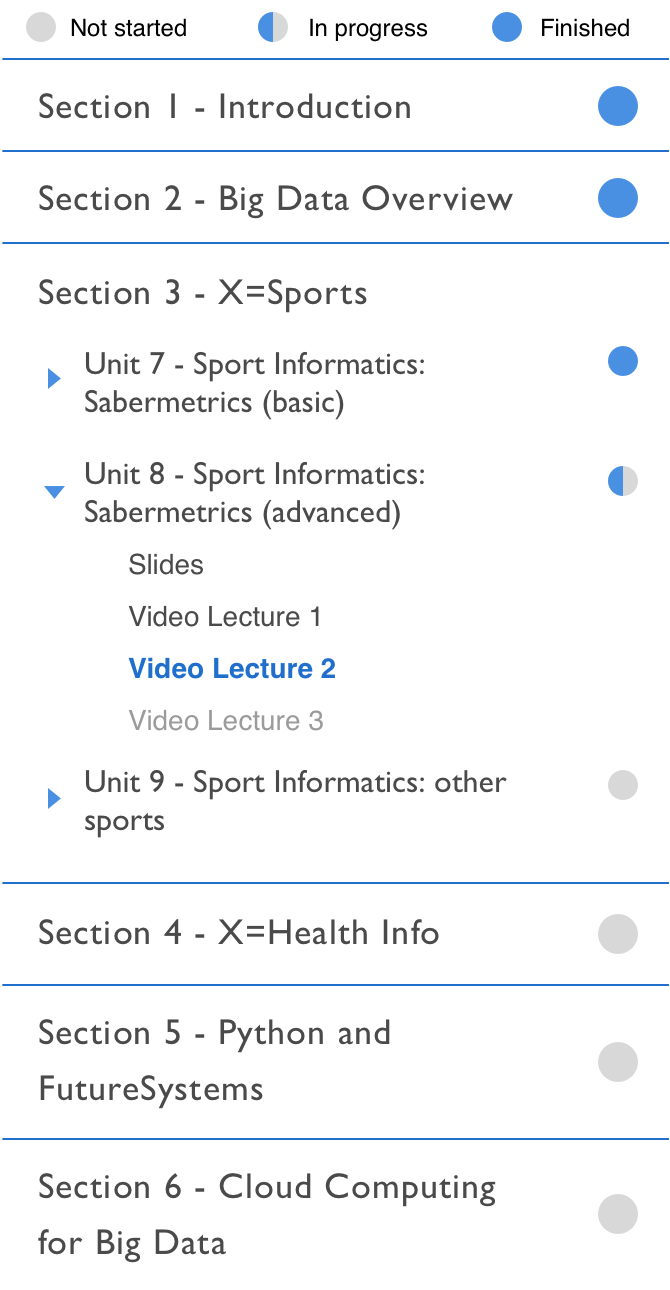 Not started In progress Finished
Section 1 - Introduction
Section 2 - Big Data Overview
Section 3 - X=Sports
Unit 7 - Sport Informatics:
Sabermetrics (basic)
Unit 8 - Sport Informatics:
Sabermetrics (advanced)
Slides
Video Lecture 1
Video Lecture 2
Video Lecture 3
Unit 9 - Sport Informatics: other
sports
Section 4 - X=Health Info
Section 5 - Python and
FutureSystems
Section 6 - Cloud Computing
for Big Data